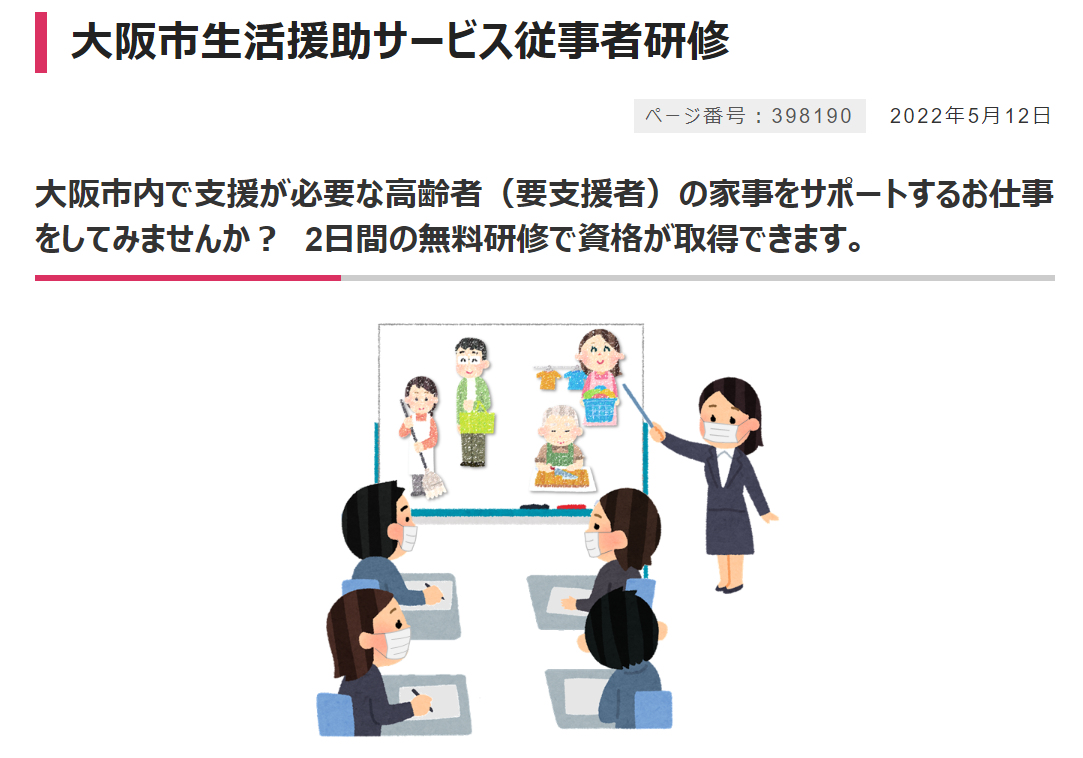 大阪市生活援助サービス従事者研修
ページ番号：398190 2022年5月12日
大阪市内で支援が必要な高齢者（要支援者）の家事をサポートするお仕事
をしてみませんか？　2日間の無料研修で資格が取得できます。